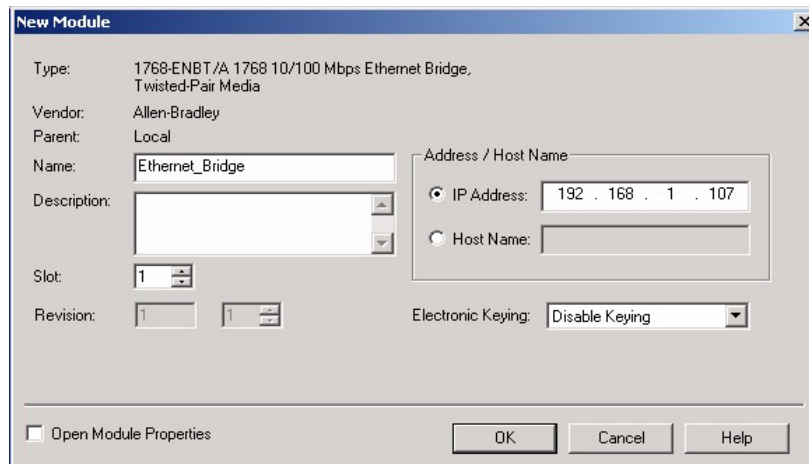 New Module
Type: 1768-ENBT/A 1768 10/100 Mbps Ethernet Bridge,
Twisted-Pair Media
Vendor: Allen-Bradley
Parent: Local
Name: Ethernet_Bridge
Address / Host Name
IP Address: 192 . 168 . 1 . 107
Description:
Host Name:
Slot: 1
Revision: 1 1
Electronic Keying: Disable Keying
Open Module Properties
OK Cancel Help